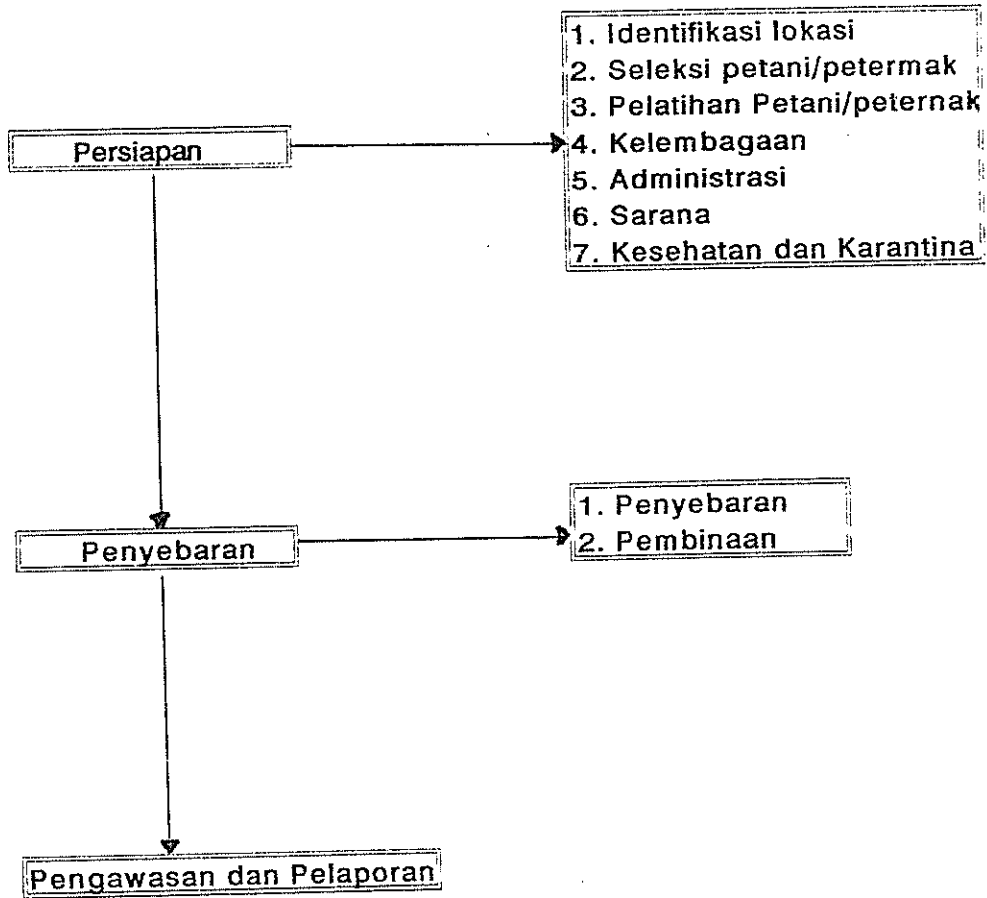 1. Identifikasi lokasi
2. Seleksi petani/petermak
3. Pelatihan Petani/peternak
Persiapan
4. Kelembagaan
5. Administrasi
6. Sarana
7. Kesehatan dan Karantina
1. Penyebaran
Penyebaran
2. Pembinaan
Pengawasan dan Pelaporan